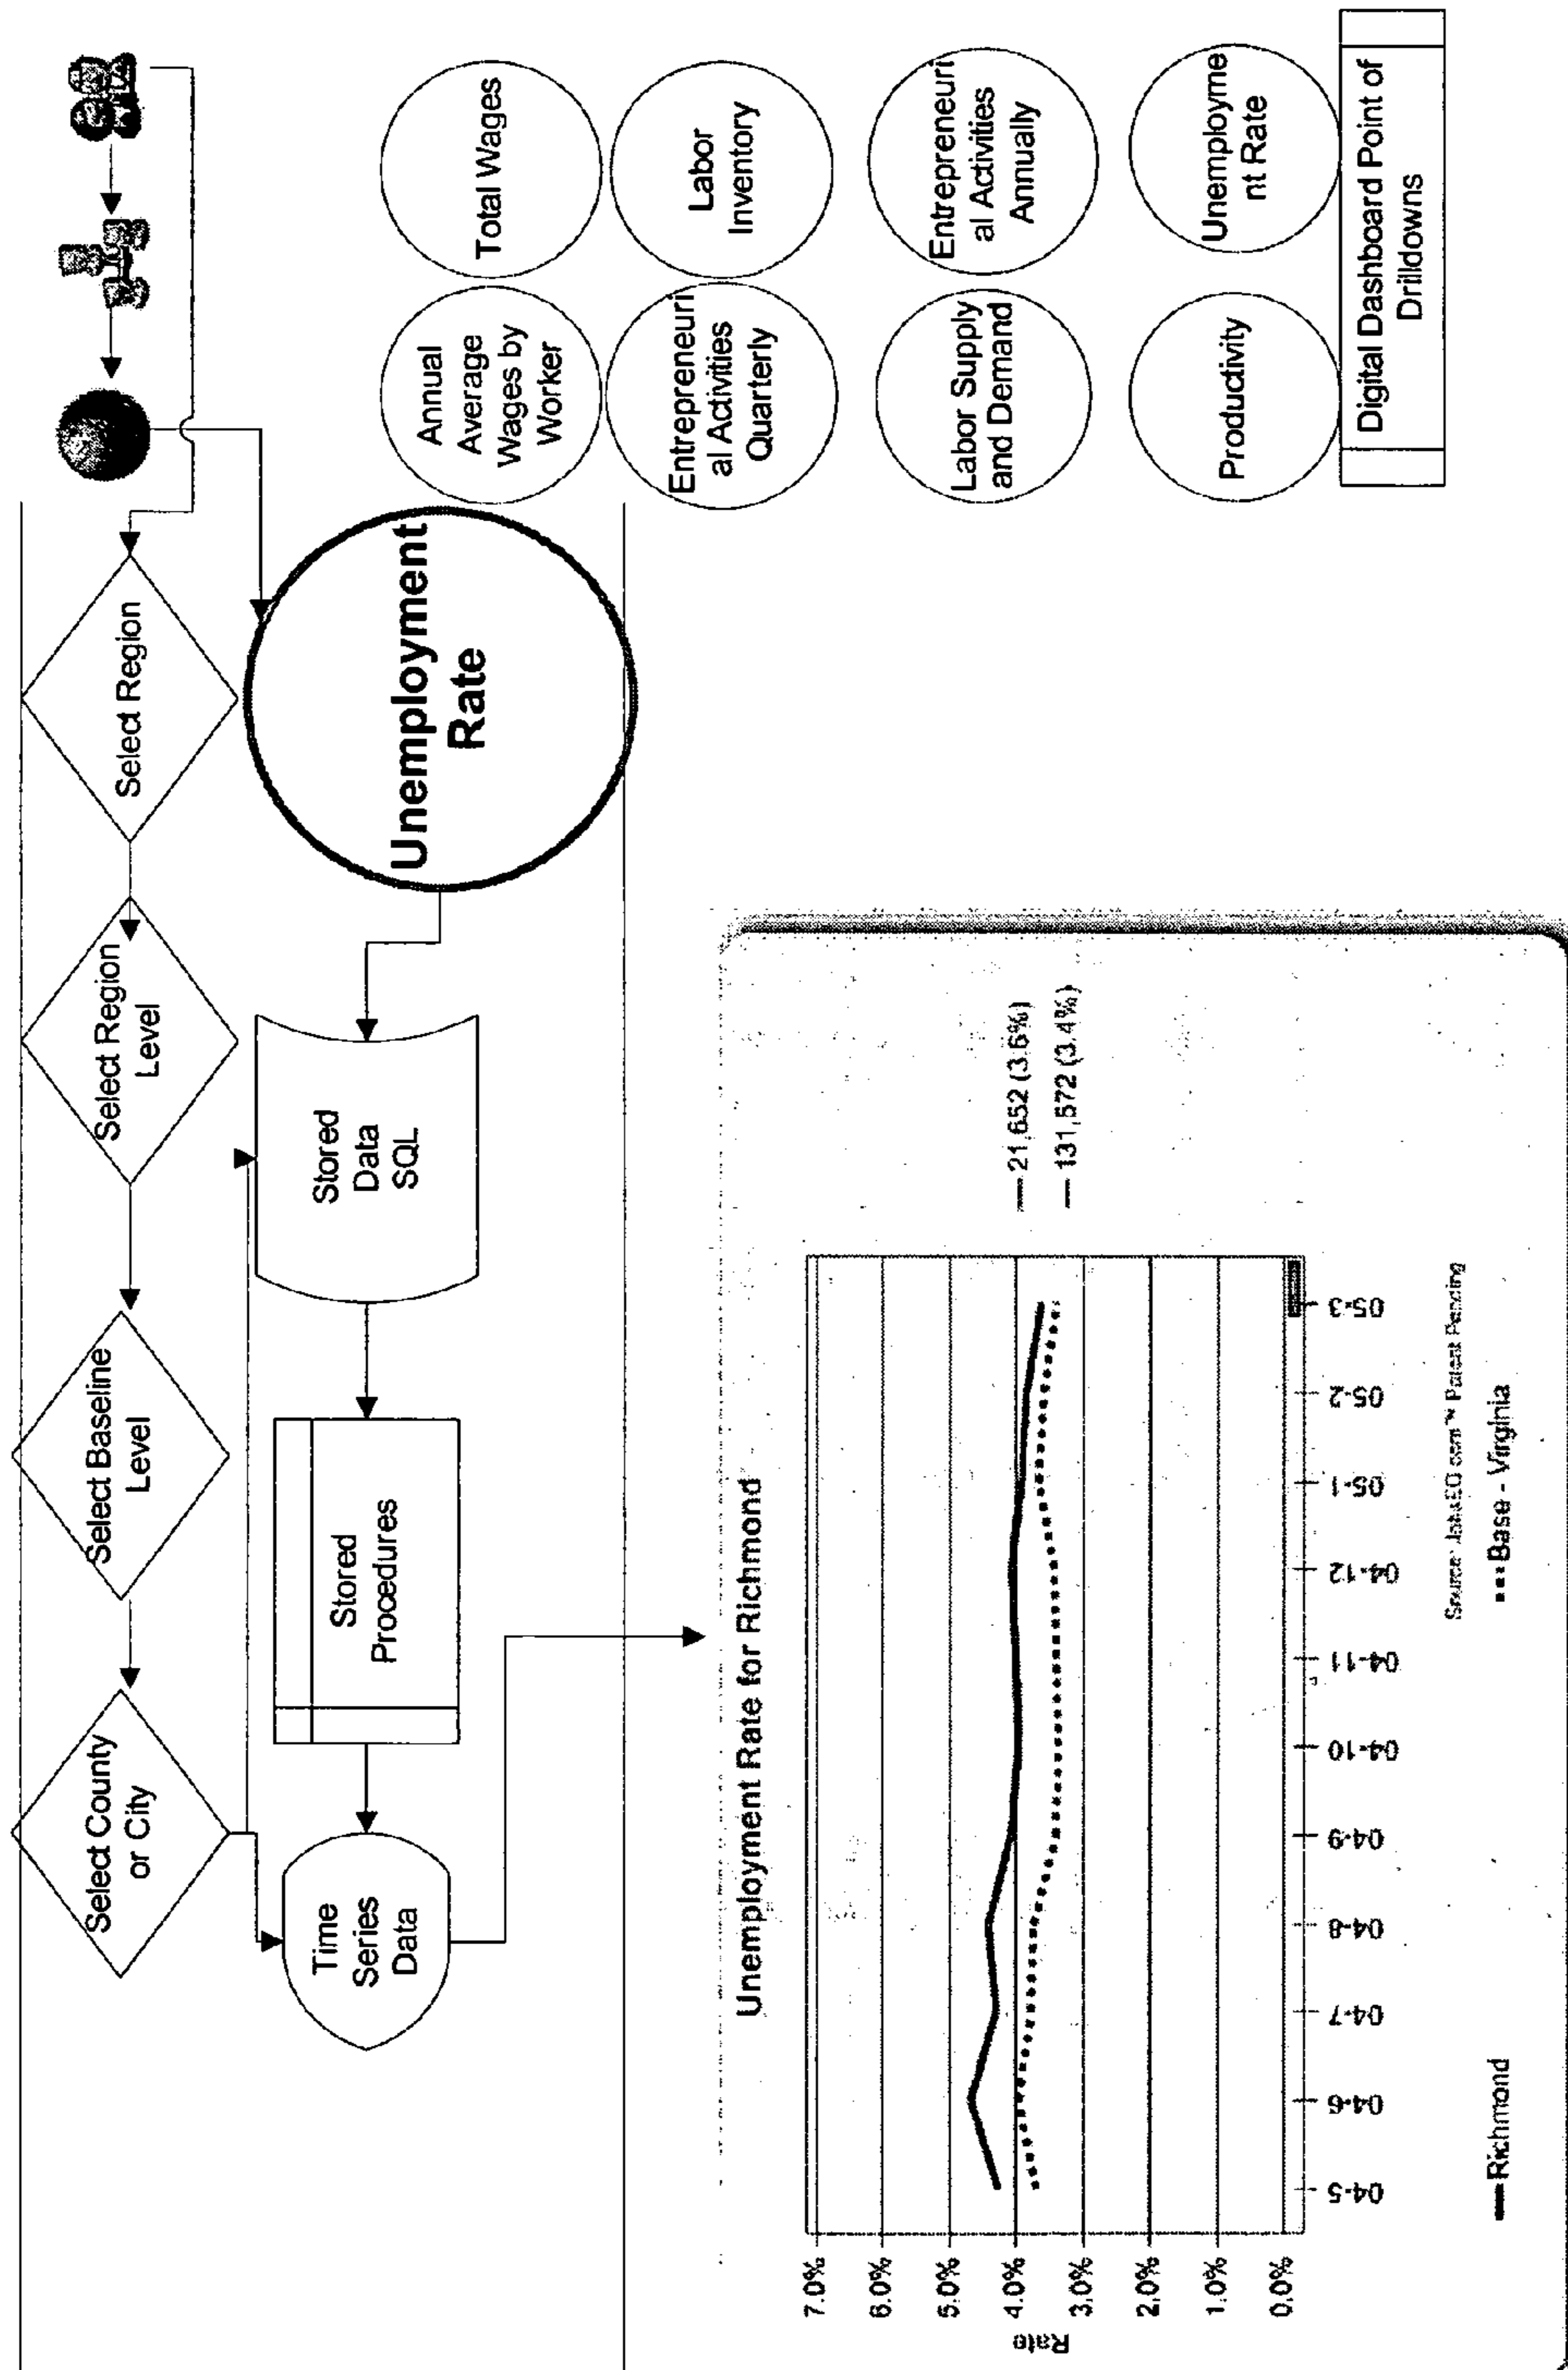 Select County
or City
Select Baseline
Level
Select Region
Level
Select Region
Time
Series
Data
Stored
Procedures
Stored
Data
SQL
Unemployment
Rate
Annual
Average
Wages by
Worker
Total Wages
Entrepreneuri
al Activities
Quarterly
Labor
Inventory
Labor Supply
and Demand
Entrepreneuri
al Activities
Annually
Productivity
Unemployme
nt Rate
Digital Dashboard Point of
Drilldowns
Unemployment Rate for Richmond
7.0%
6.0%
5.0%
4.0%
3.0%
2.0%
1.0%
0.0%
Rate
21,652 (3.6%)
131,572 (3.4%)
04-5
04-6
04-7
04-8
04-9
04-10
04-11
04-12
05-1
05-2
05-3
Patent Pending
Richmond
Base - Virginia